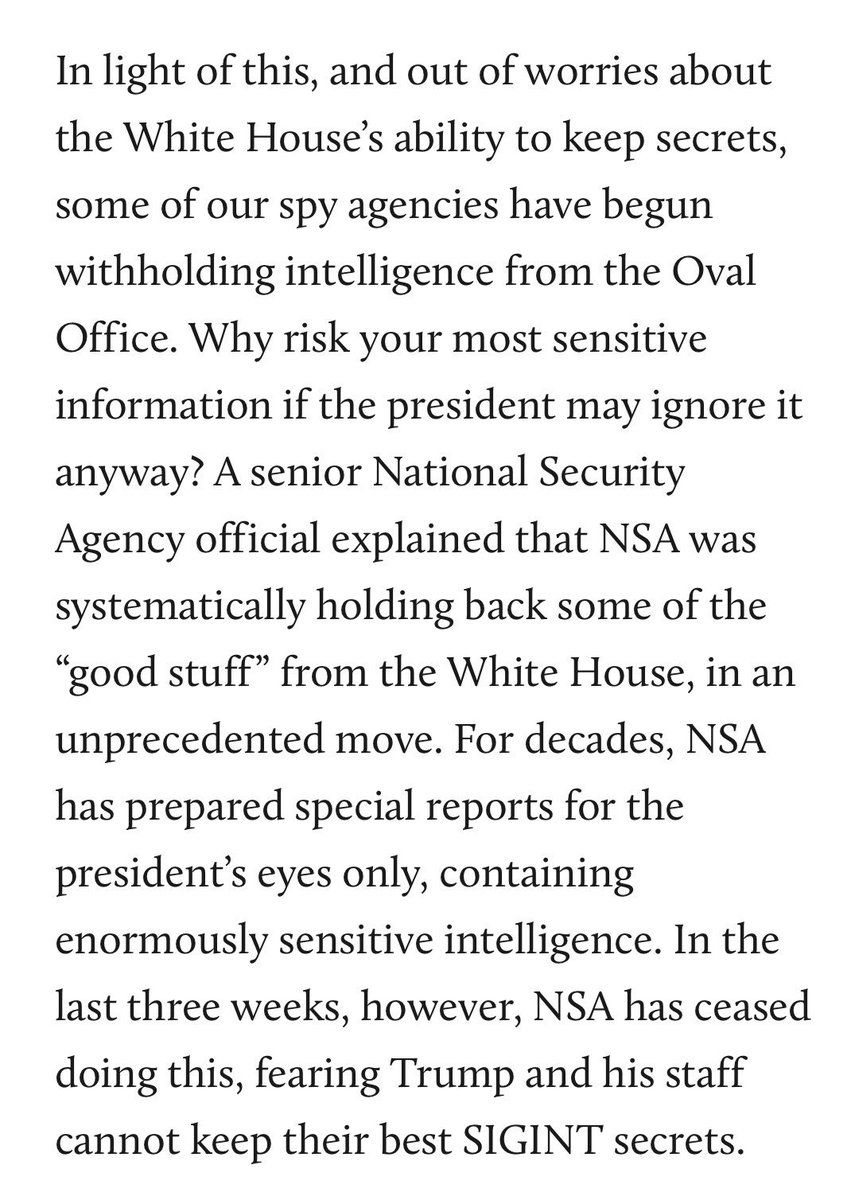 In light of this, and out of worries about
the White House’s ability to keep secrets,
some of our spy agencies have begun
withholding intelligence from the Oval
Office. Why risk your most sensitive
information if the president may ignore it
anyway? A senior National Security
Agency official explained that NSA was
systematically holding back some of the
“good stuff” from the White House, in an
unprecedented move. For decades, NSA
has prepared special reports for the
president’s eyes only, containing
enormously sensitive intelligence. In the
last three weeks, however, NSA has ceased
doing this, fearing Trump and his staff
cannot keep their best SIGINT secrets.